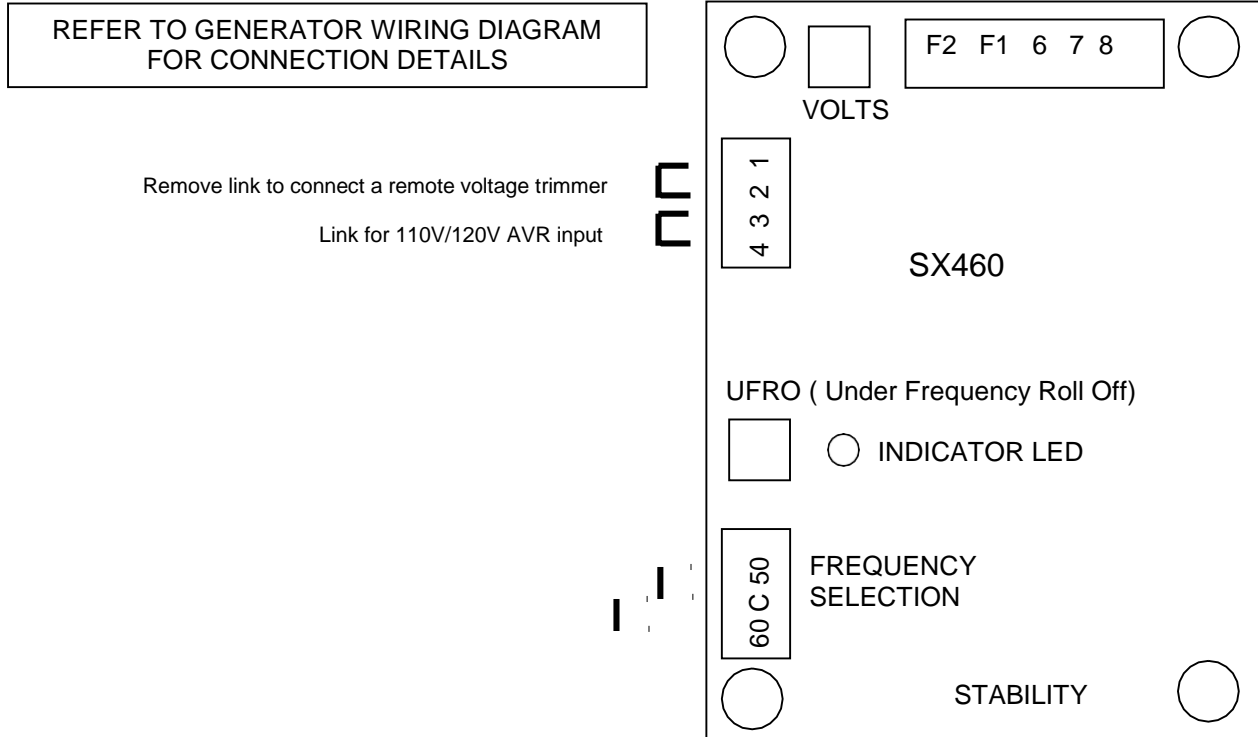 REFER TO GENERATOR WIRING DIAGRAM
FOR CONNECTION DETAILS
F2 F1 6 7 8
VOLTS
Remove link to connect a remote voltage trimmer
Link for 110V/120V AVR input
4 3 2 1
SX460
UFRO ( Under Frequency Roll Off)
INDICATOR LED
60 C 50
FREQUENCY
SELECTION
STABILITY